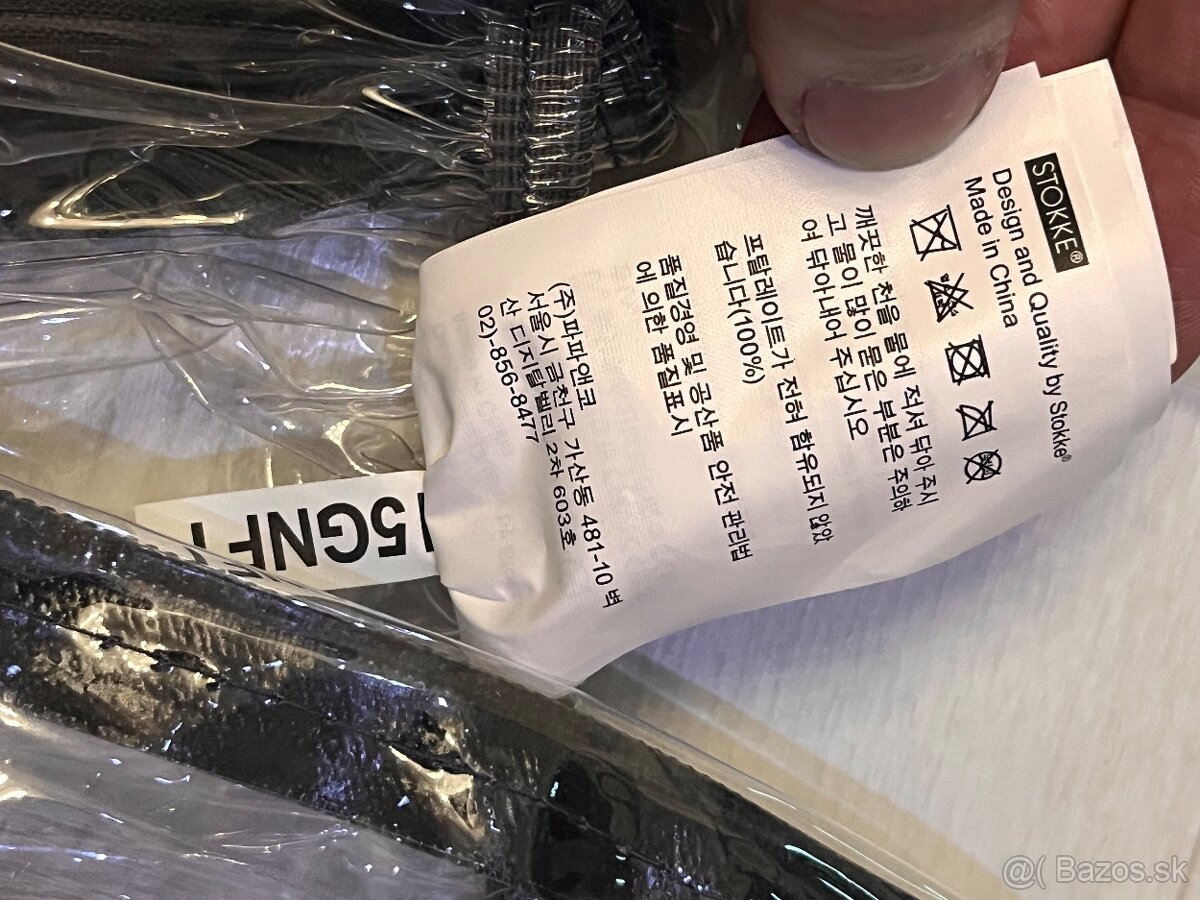 STOKKE®
Design and Quality by Stokke®
Made in China
깨끗한 천을 물에 적셔 닦아 주시
고 물이 많이 묻은 부분은 주의하
여 닦아내어 주십시오
프탈레이트가 전혀 함유되지 않았
습니다(100%)
품질경영 및 공산품 안전 관리법
에 의한 품질표시
(주)파파앤코
서울시 금천구 가산동 481-10 벽
산 디지탈 벨리 2차 603호
02)-856-8477
5GNF
@( Bazos.sk